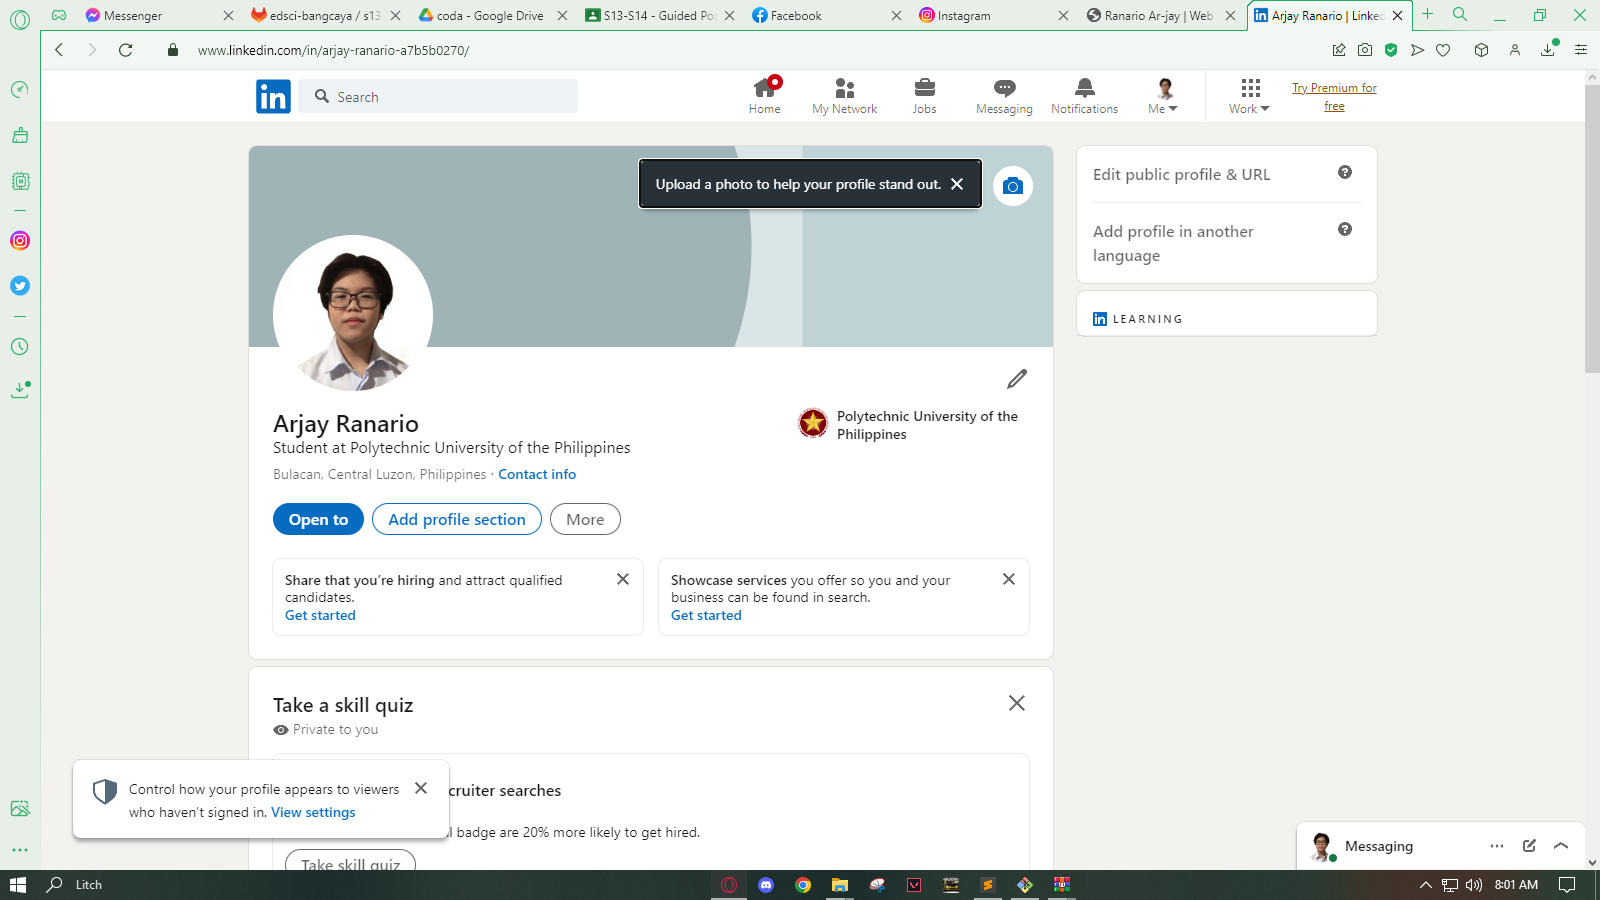 Messenger
edsci-bangcaya / s13
coda - Google Drive
S13-S14 - Guided Po
Facebook
Instagram
Ranario Ar-jay | Web
Arjay Ranario | Linked
www.linkedin.com/in/arjay-ranario-a7b5b0270/
in
Search
Home
My Network
Jobs
Messaging
Notifications
Me
Work
Try Premium for
free
Upload a photo to help your profile stand out.
Edit public profile & URL
Add profile in another
language
in LEARNING
Arjay Ranario
Student at Polytechnic University of the Philippines
Bulacan, Central Luzon, Philippines · Contact info
Polytechnic University of the
Philippines
Open to
Add profile section
More
Share that you’re hiring and attract qualified
candidates.
Get started
Showcase services you offer so you and your
business can be found in search.
Get started
Take a skill quiz
Private to you
cruiter searches
badge are 20% more likely to get hired.
Take skill quiz
Control how your profile appears to viewers
who haven’t signed in. View settings
Messaging
Litch
8:01 AM